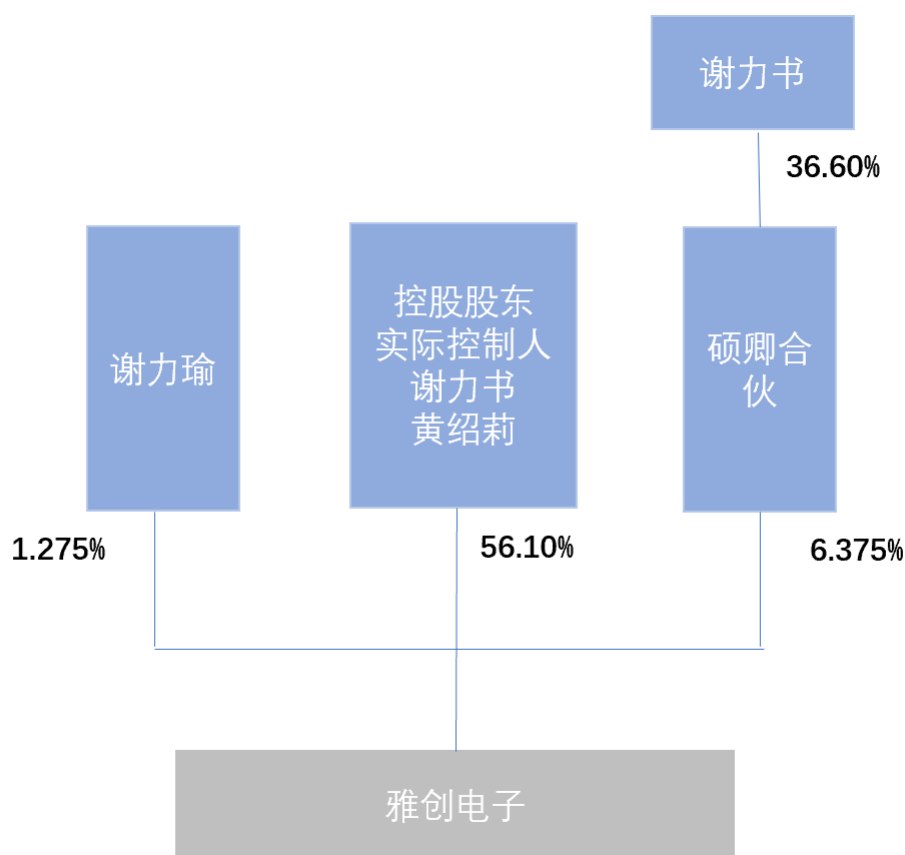 谢力书
36.60%
谢力瑜
控股股东
实际控制人
谢力书
黄绍莉
硕卿合
伙
1.275%
56.10%
6.375%
雅创电子